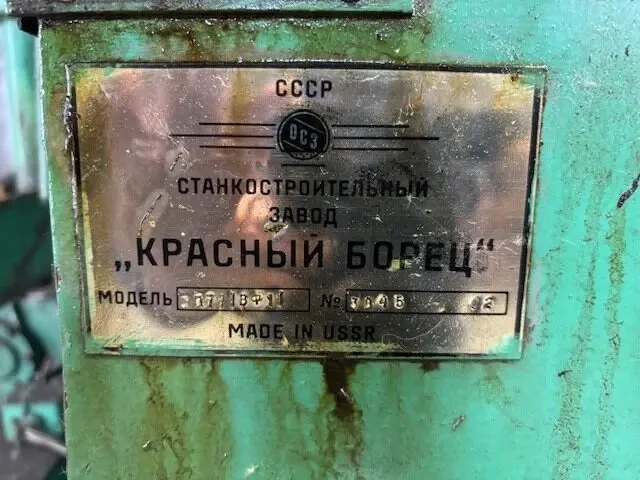 СССР
ОСЗ
СТАНКОСТРОИТЕЛЬНЫЙ
ЗАВОД
„КРАСНЫЙ БОРЕЦ“
МОДЕЛЬ №
MADE IN USSR